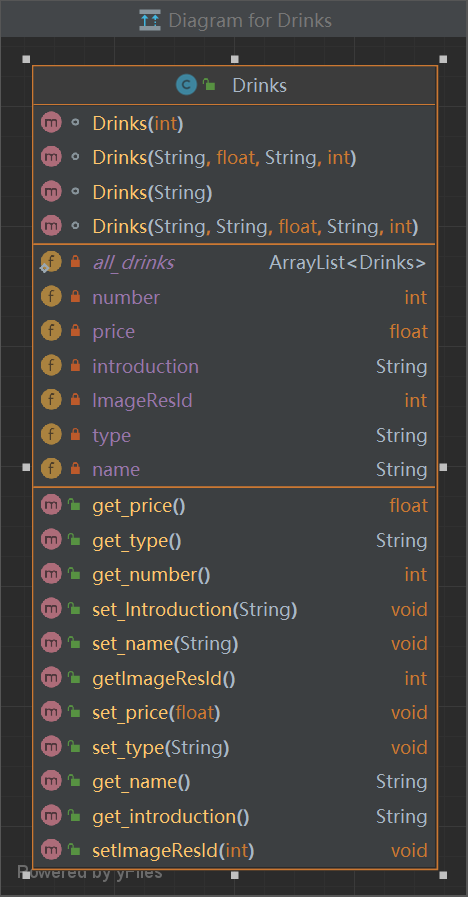 Diagram for Drinks
C Drinks
m Drinks(int)
m Drinks(String, float, String, int)
m Drinks(String)
m Drinks(String, String, float, String, int)
f all_drinks ArrayList<Drinks>
f number int
f price float
f introduction String
f ImageResId int
f type String
f name String
m get_price() float
m get_type() String
m get_number() int
m set_Introduction(String) void
m set_name(String) void
m getImageResId() int
m set_price(float) void
m set_type(String) void
m get_name() String
m get_introduction() String
m setImageResId(int) void
Powered by yFiles